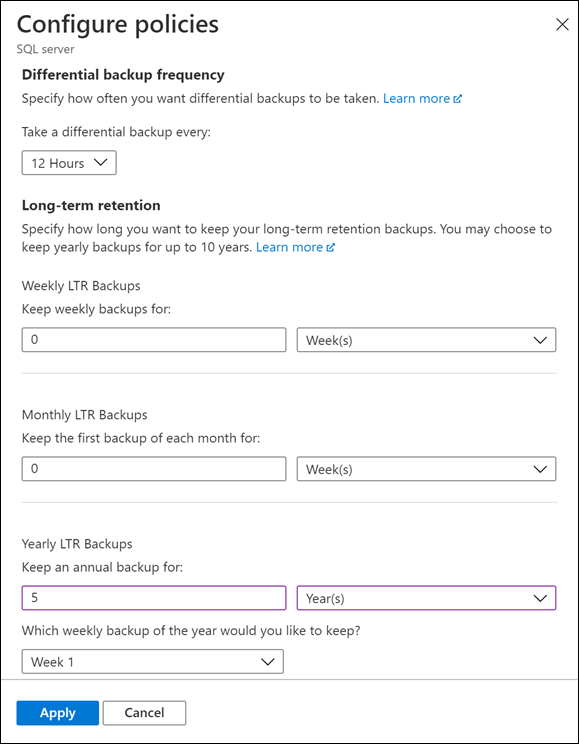 Configure policies
SQL server
Differential backup frequency
Specify how often you want differential backups to be taken. Learn more
Take a differential backup every:
12 Hours
Long-term retention
Specify how long you want to keep your long-term retention backups. You may choose to
keep yearly backups for up to 10 years. Learn more
Weekly LTR Backups
Keep weekly backups for:
0 Week(s)
Monthly LTR Backups
Keep the first backup of each month for:
0 Week(s)
Yearly LTR Backups
Keep an annual backup for:
5 Year(s)
Which weekly backup of the year would you like to keep?
Week 1
Apply Cancel